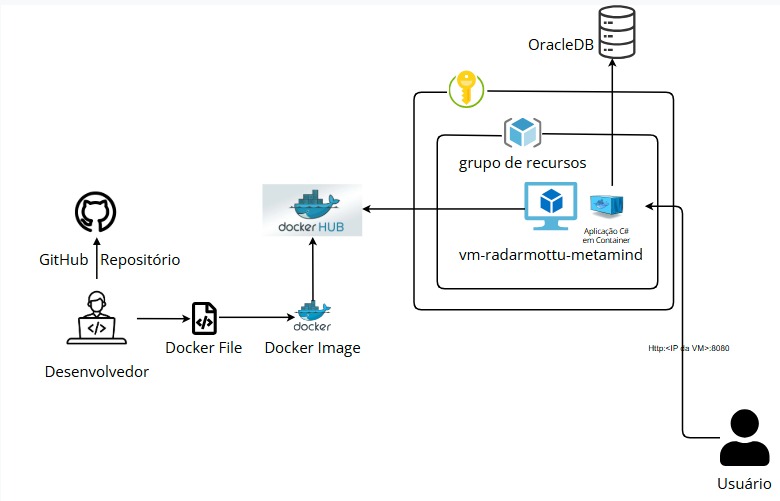 OracleDB
grupo de recursos
docker HUB
Aplicação C#
em Container
vm-radarmottu-metamind
GitHub
Repositório
docker
Docker File
Docker Image
Desenvolvedor
Http:<IP da VM>:8080
Usuário